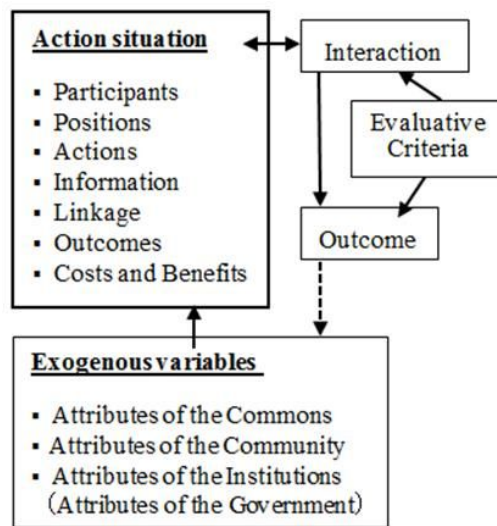 Action situation
▪ Participants
▪ Positions
▪ Actions
▪ Information
▪ Linkage
▪ Outcomes
▪ Costs and Benefits
Interaction
Evaluative
Criteria
Outcome
Exogenous variables
▪ Attributes of the Commons
▪ Attributes of the Community
▪ Attributes of the Institutions
(Attributes of the Government)